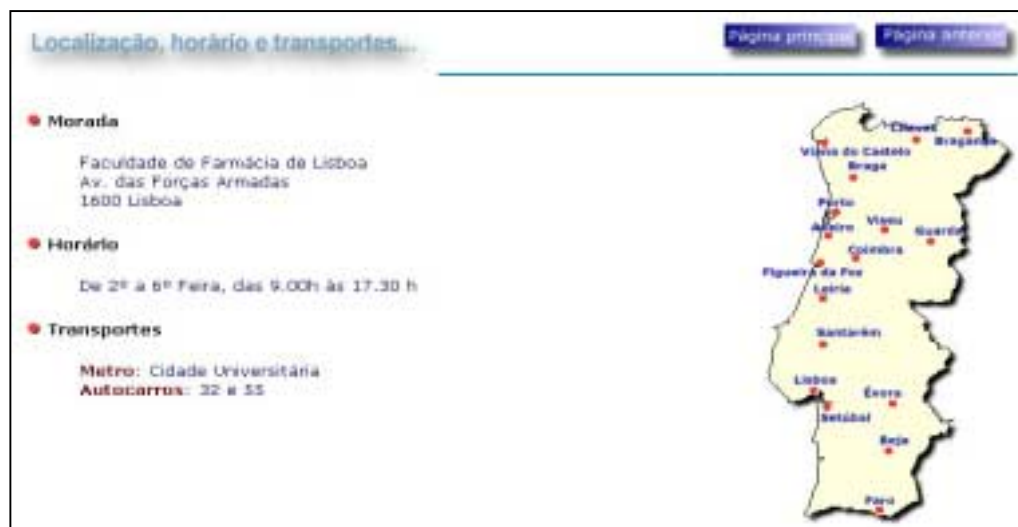 Localização, horário e transportes...
Página principal
Página anterior
Morada
Faculdade de Farmácia de Lisboa
Av. das Forças Armadas
1600 Lisboa
Horário
De 2ª a 6ª Feira, das 9.00h às 17.30 h
Transportes
Metro: Cidade Universitária
Autocarros: 32 e 55
Chaves
Bragança
Viana do Castelo
Braga
Porto
Viseu
Aveiro
Guarda
Coimbra
Figueira da Foz
Leiria
Santarém
Lisboa
Évora
Setúbal
Beja
Faro